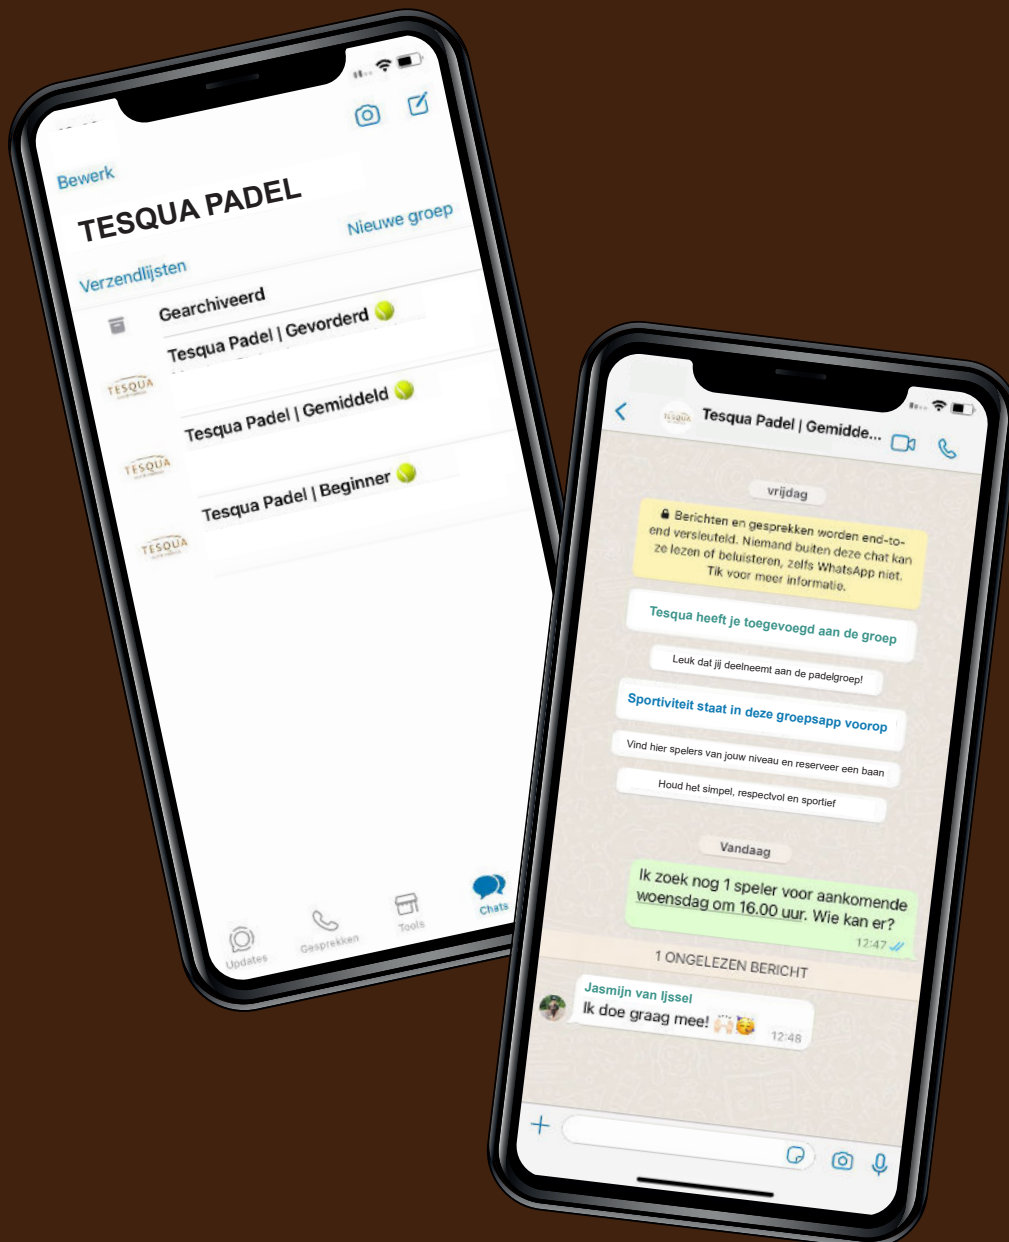 Bewerk
TESQUA PADEL
Verzendlijsten
Nieuwe groep
Gearchiveerd
Tesqua Padel | Gevorderd
TESQUA
Tesqua Padel | Gemiddeld
TESQUA
Tesqua Padel | Beginner
TESQUA
Updates
Gesprekken
Tools
Chats
TESQUA
Tesqua Padel | Gemidde...
vrijdag
Berichten en gesprekken worden end-to-
end versleuteld. Niemand buiten deze chat kan
ze lezen of beluisteren, zelfs WhatsApp niet.
Tik voor meer informatie.
Tesqua heeft je toegevoegd aan de groep
Leuk dat jij deelneemt aan de padelgroep!
Sportiviteit staat in deze groepsapp voorop
Vind hier spelers van jouw niveau en reserveer een baan
Houd het simpel, respectvol en sportief
Vandaag
Ik zoek nog 1 speler voor aankomende
woensdag om 16.00 uur. Wie kan er?
12:47
1 ONGELEZEN BERICHT
Jasmijn van Ijssel
Ik doe graag mee! 🙌🏻🥳
12:48